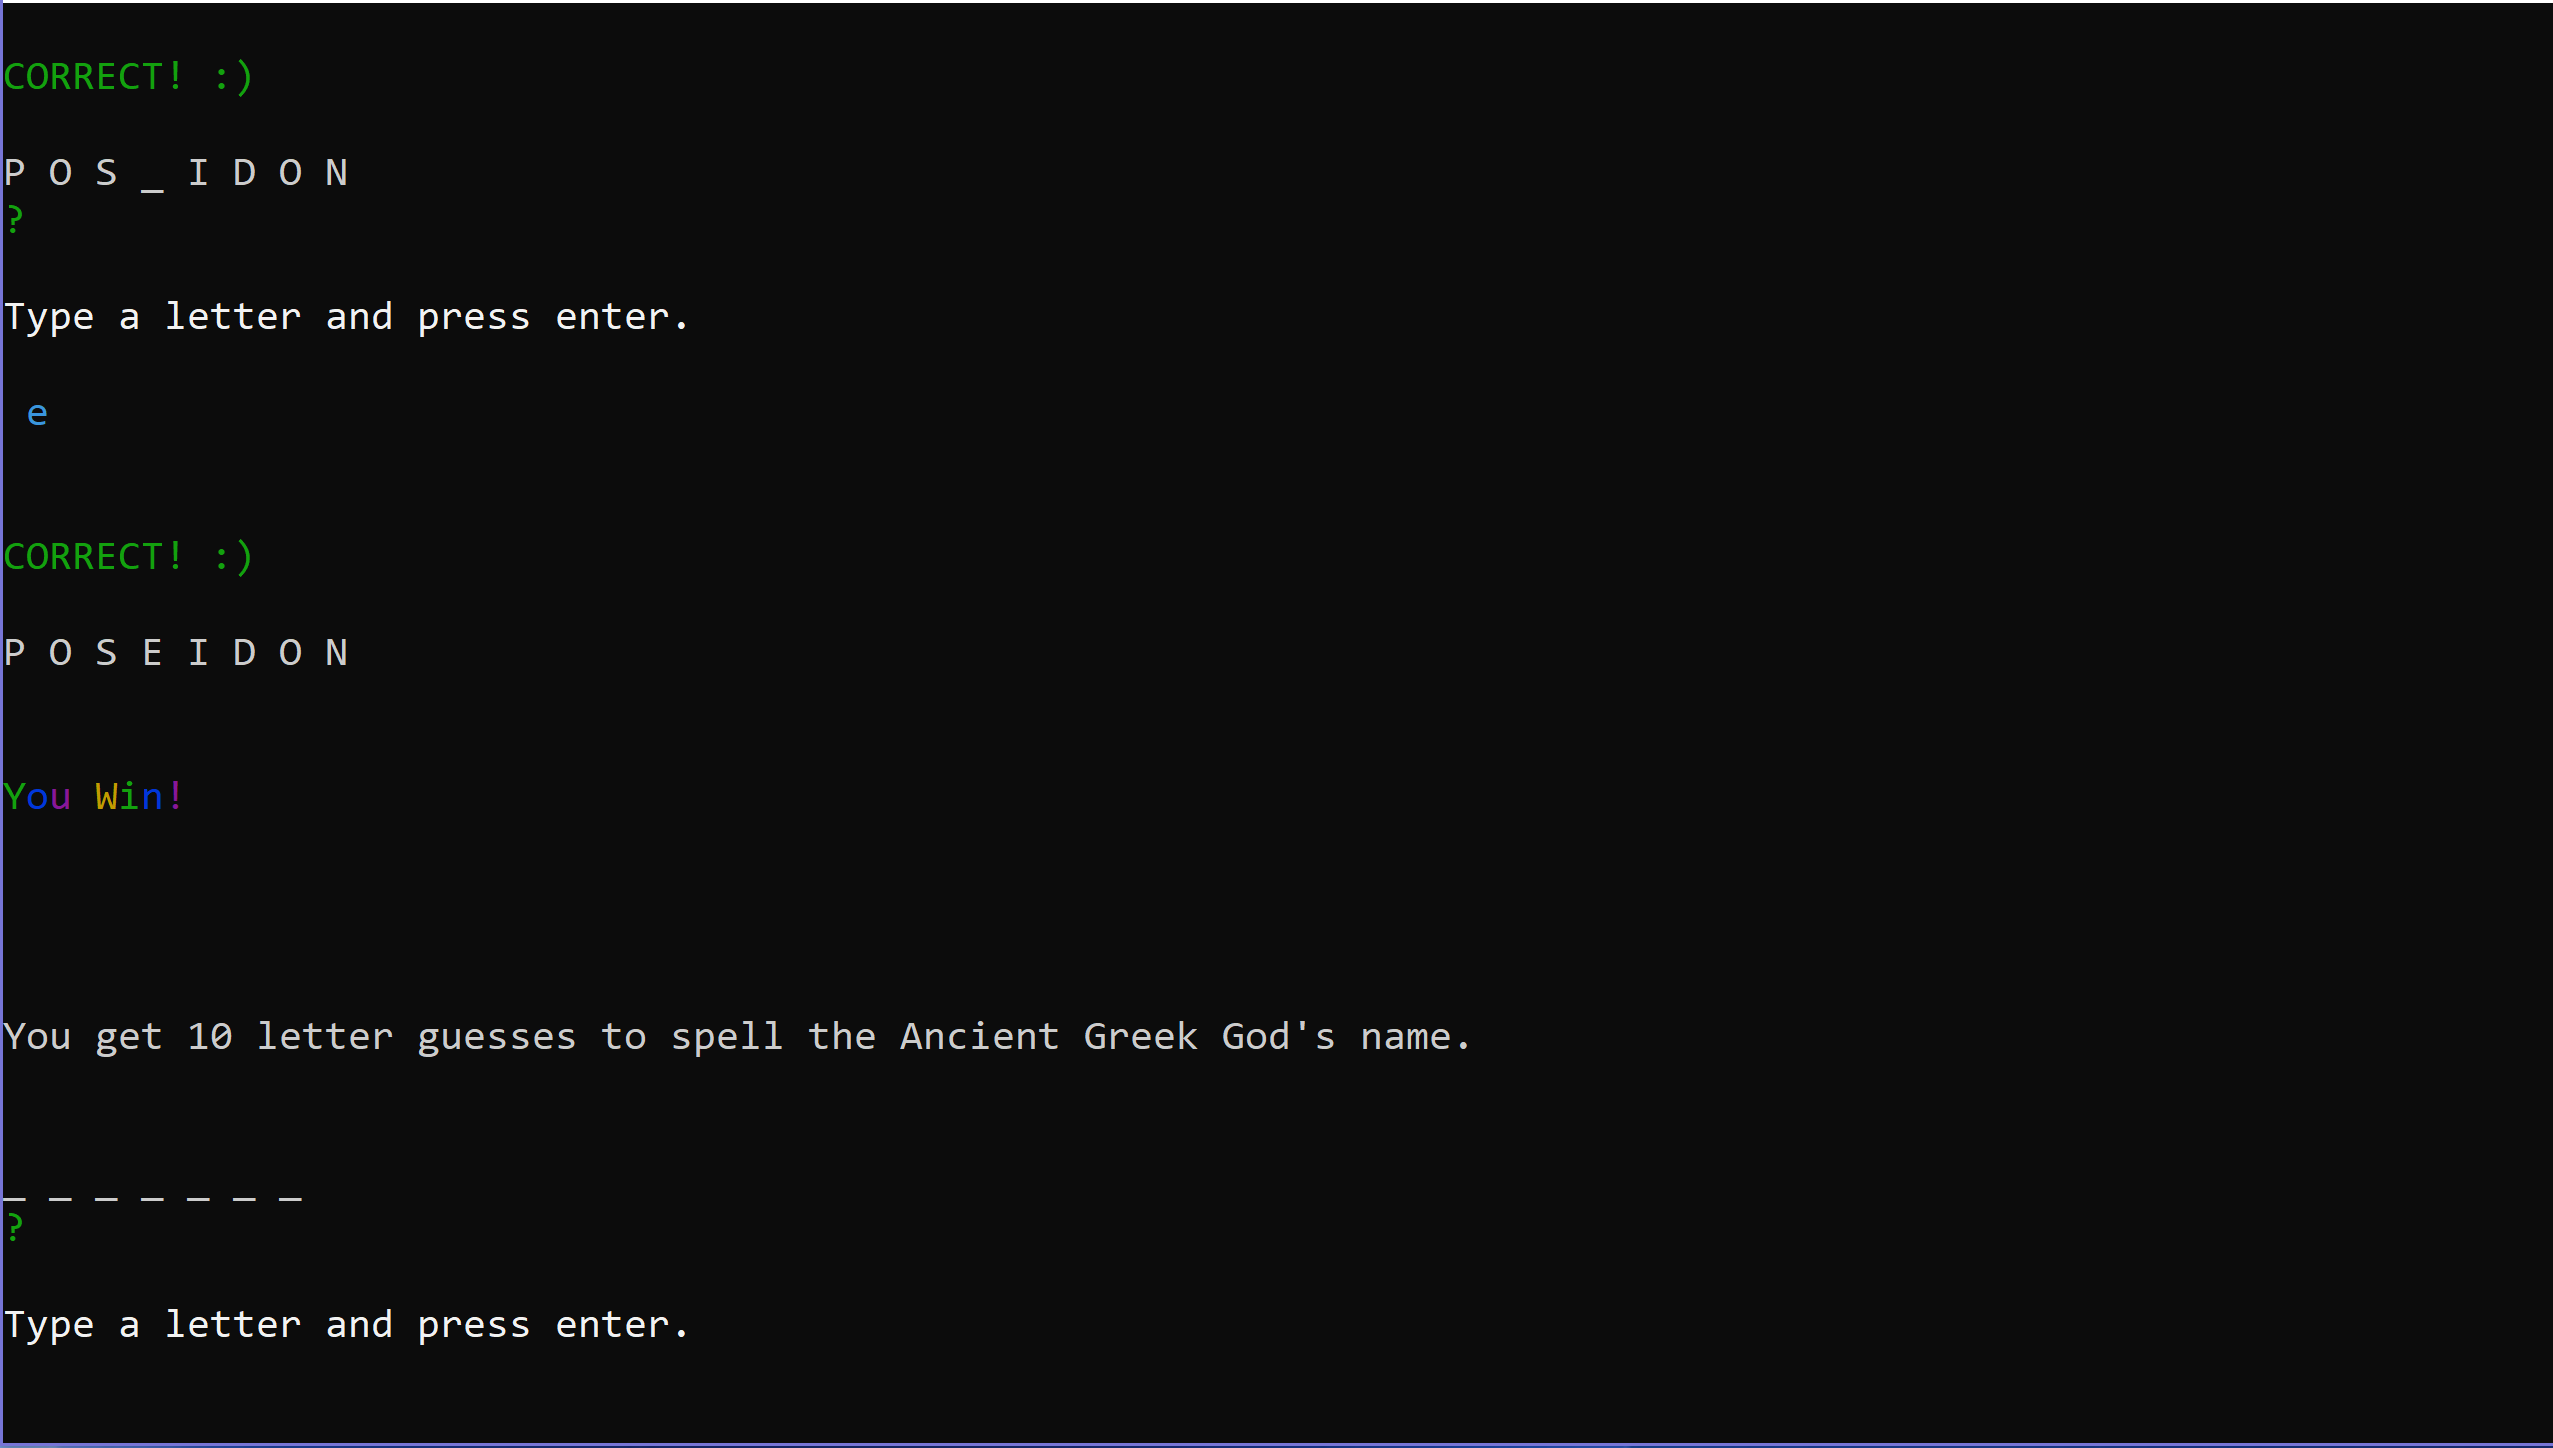 CORRECT! :)
P O S _ I D O N
?
Type a letter and press enter.
e
CORRECT! :)
P O S E I D O N
You Win!
You get 10 letter guesses to spell the Ancient Greek God's name.
_ _ _ _ _ _ _
?
Type a letter and press enter.